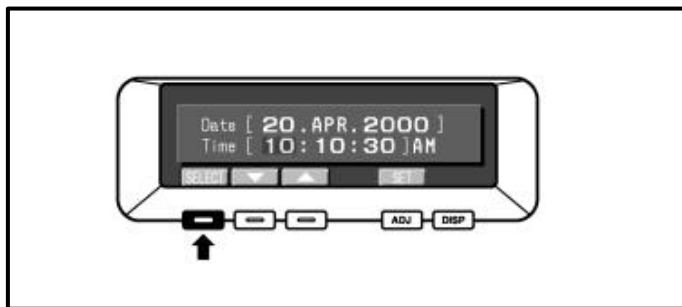 Date [ 20.APR.2000 ]
Time [ 10:10:30 ]AM
SELECT ▼ ▲ SET
ADJ DISP